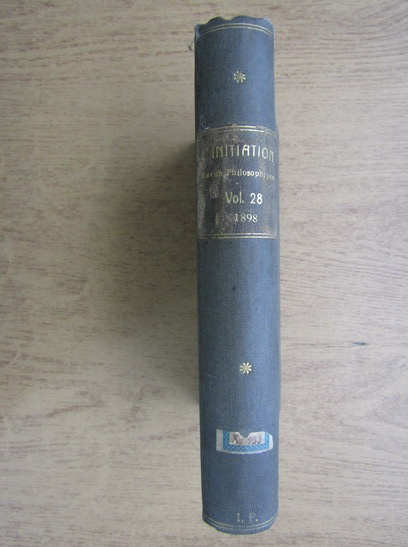 L'INITIATION
Revue Philosophique
Vol. 28
1898
I. P.